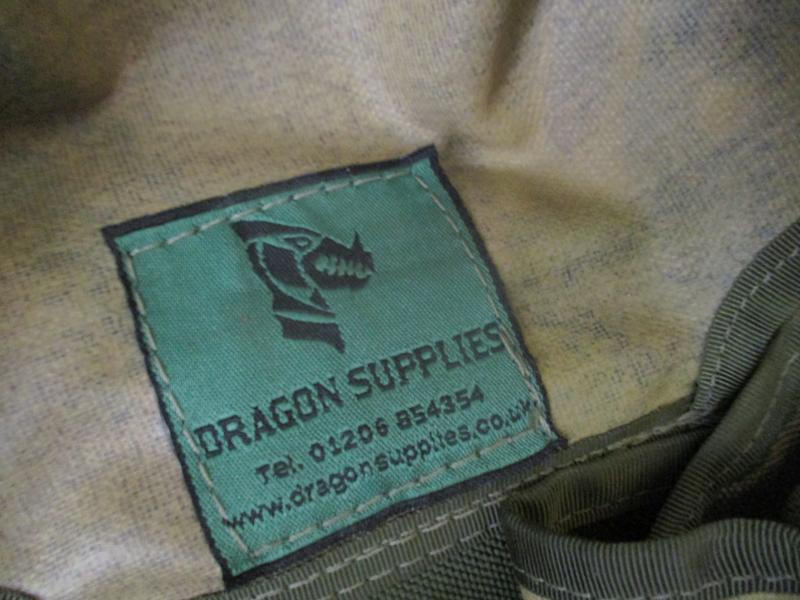 DRAGON SUPPLIES
Tel. 01206 854354
www.dragonsupplies.co.uk